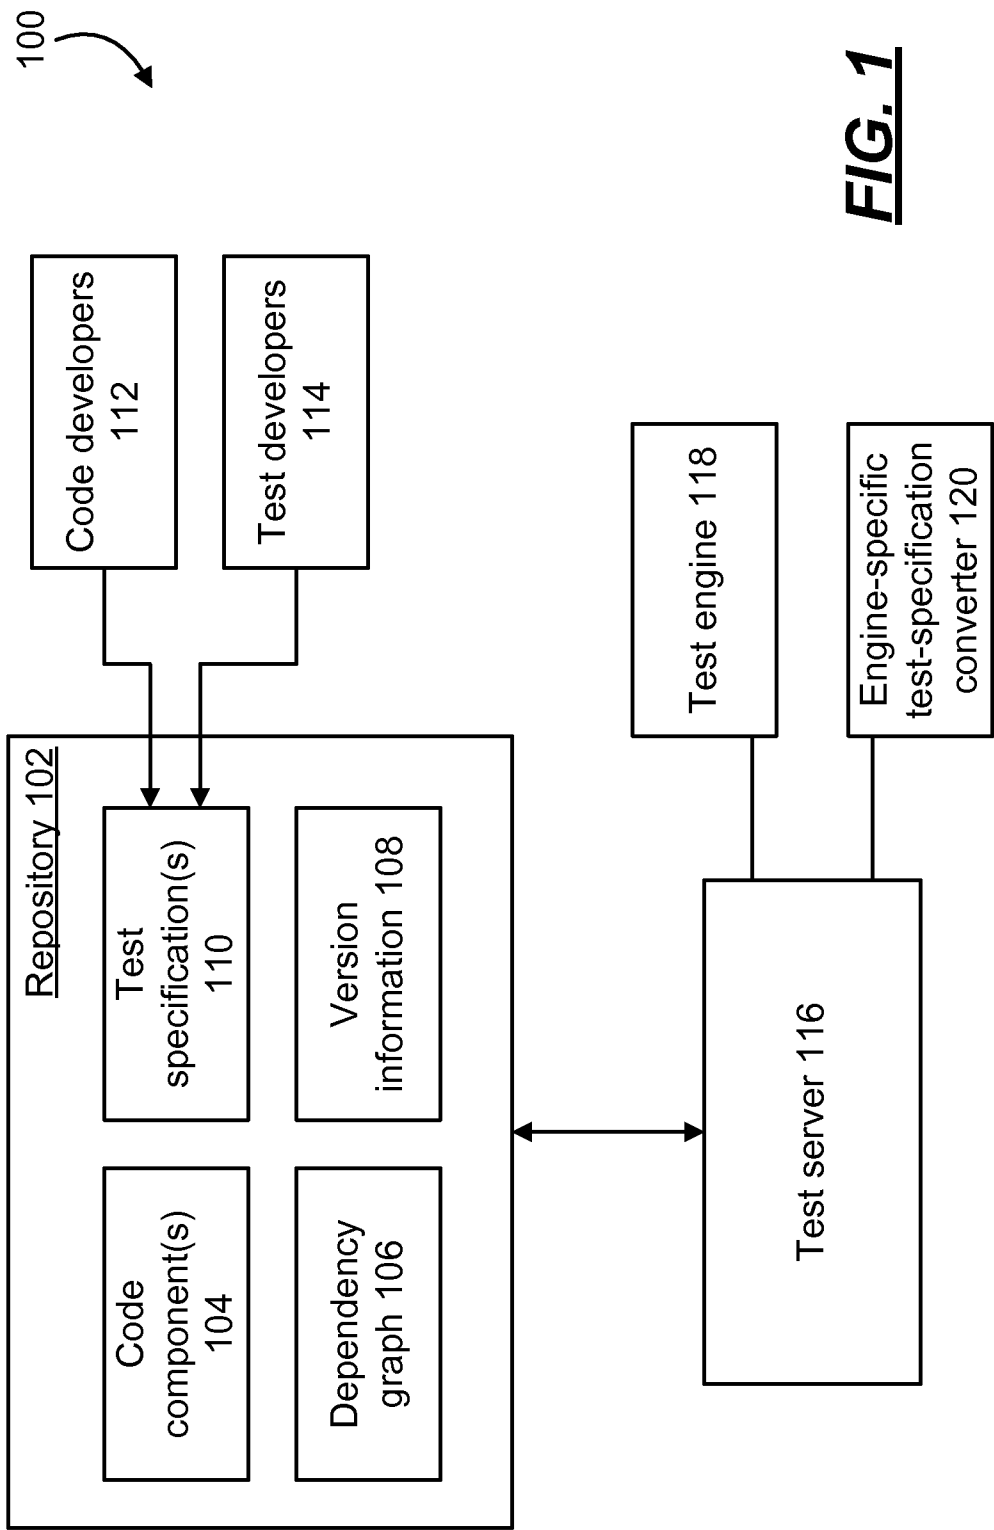 100
Repository 102
Code
component(s)
104
Test
specification(s)
110
Code developers
112
Dependency
graph 106
Version
information 108
Test developers
114
Test server 116
Test engine 118
Engine-specific
test-specification
converter 120
FIG. 1